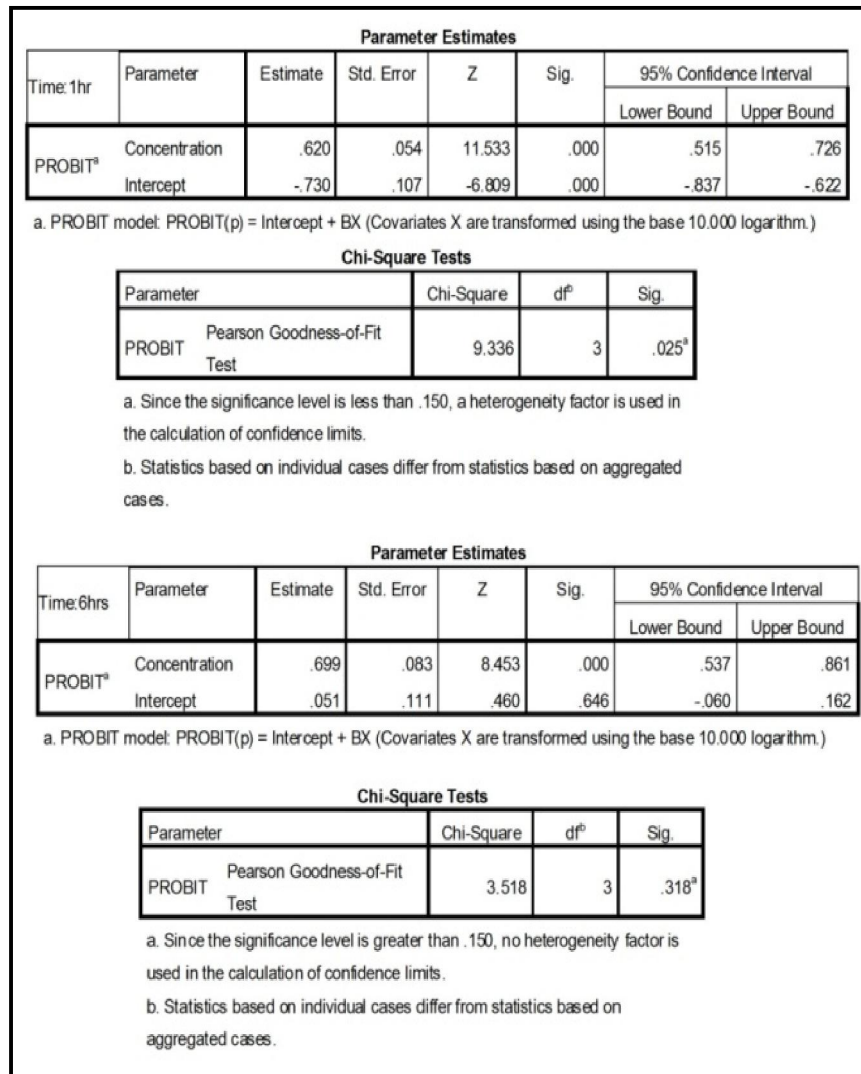 Parameter Estimates
Time:1hr Parameter Estimate Std. Error Z Sig. 95% Confidence Interval
Lower Bound Upper Bound
PROBITª Concentration .620 .054 11.533 .000 .515 .726
Intercept -.730 .107 -6.809 .000 -.837 -.622
a. PROBIT model: PROBIT(p) = Intercept + BX (Covariates X are transformed using the base 10.000 logarithm.)
Chi-Square Tests
Parameter Chi-Square dfᵇ Sig.
PROBIT Pearson Goodness-of-Fit Test 9.336 3 .025ª
a. Since the significance level is less than .150, a heterogeneity factor is used in
the calculation of confidence limits.
b. Statistics based on individual cases differ from statistics based on aggregated
cases.
Parameter Estimates
Time:6hrs Parameter Estimate Std. Error Z Sig. 95% Confidence Interval
Lower Bound Upper Bound
PROBITª Concentration .699 .083 8.453 .000 .537 .861
Intercept .051 .111 .460 .646 -.060 .162
a. PROBIT model: PROBIT(p) = Intercept + BX (Covariates X are transformed using the base 10.000 logarithm.)
Chi-Square Tests
Parameter Chi-Square dfᵇ Sig.
PROBIT Pearson Goodness-of-Fit Test 3.518 3 .318ª
a. Since the significance level is greater than .150, no heterogeneity factor is
used in the calculation of confidence limits.
b. Statistics based on individual cases differ from statistics based on
aggregated cases.